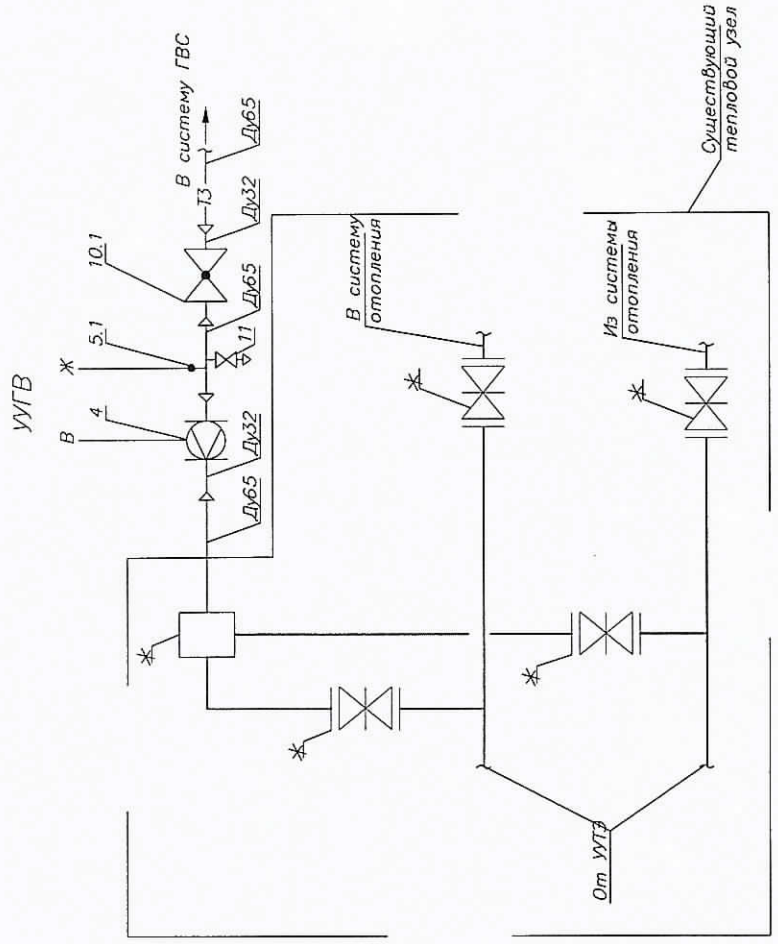 УУГВ
В
4
Ж
5.1
10.1
В систему ГВС
Т3
Ду65
Ду32
Ду65
11
Ду32
Ду65
*
*
*
*
*
В систему
отопления
Из системы
отопления
От УУТЭ
Существующий
тепловой узел